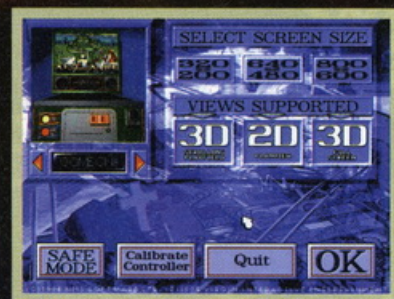 SELECT SCREEN SIZE
320 640 800
200 480 600
VIEWS SUPPORTED
3D 2D 3D
SAFE MODE
Calibrate Controller
Quit
OK